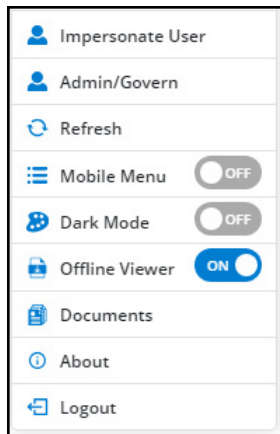 Impersonate User
Admin/Govern
Refresh
Mobile Menu OFF
Dark Mode OFF
Offline Viewer ON
Documents
About
Logout